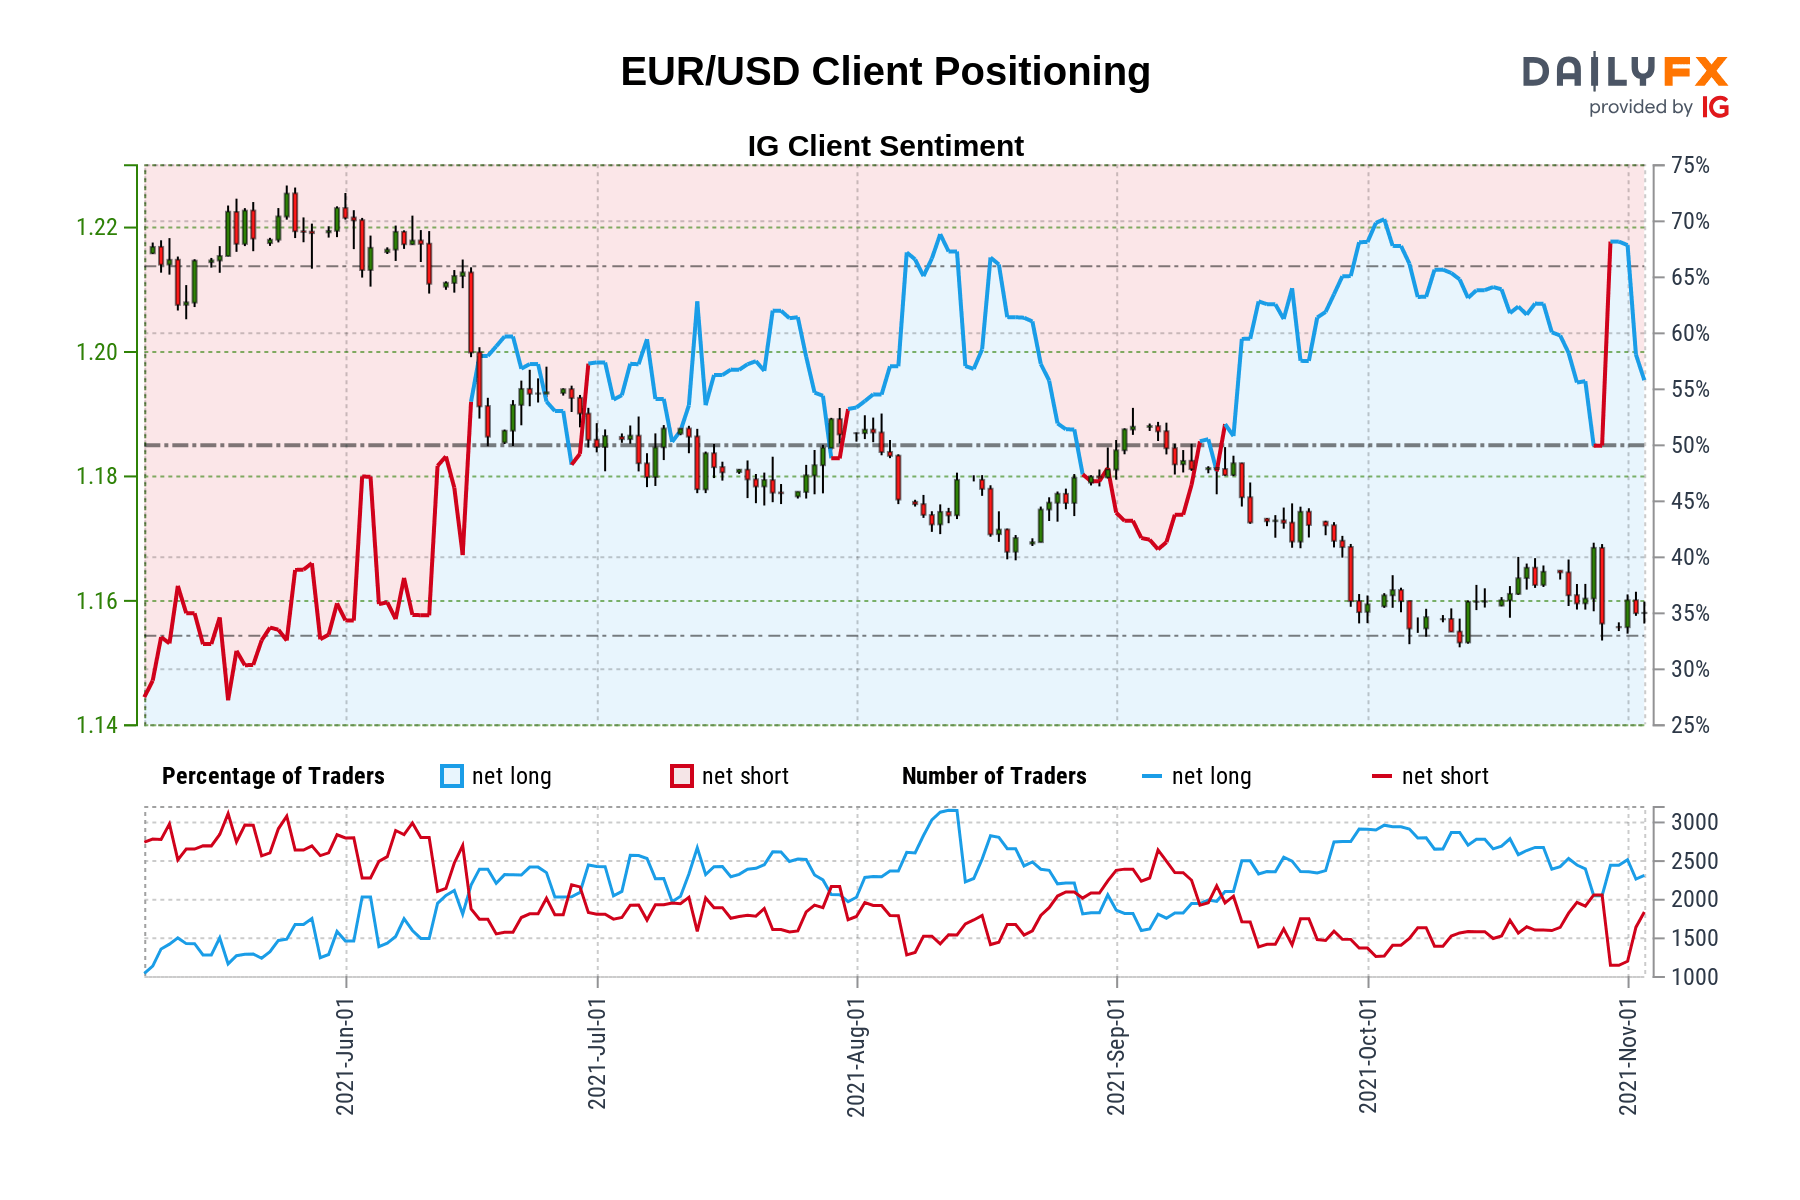 EUR/USD Client Positioning
DAILYFX
provided by IG
IG Client Sentiment
1.22
1.20
1.18
1.16
1.14
75%
70%
65%
60%
55%
50%
45%
40%
35%
30%
25%
Percentage of Traders net long net short Number of Traders net long net short
3000
2500
2000
1500
1000
2021-Jun-01
2021-Jul-01
2021-Aug-01
2021-Sep-01
2021-Oct-01
2021-Nov-01